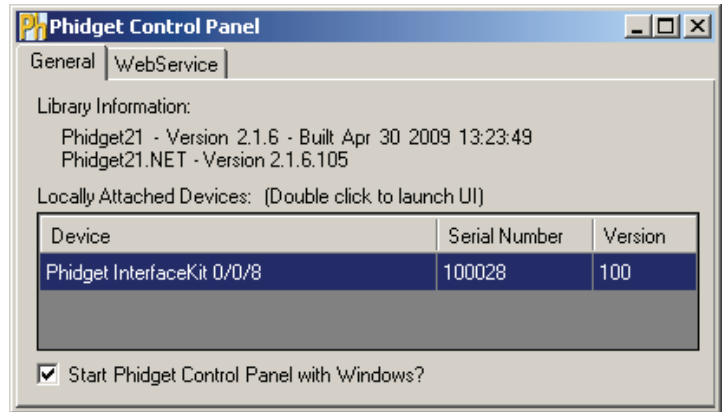 Ph Phidget Control Panel
General WebService
Library Information:
Phidget21 - Version 2.1.6 - Built Apr 30 2009 13:23:49
Phidget21.NET - Version 2.1.6.105
Locally Attached Devices: (Double click to launch UI)
Device Serial Number Version
Phidget InterfaceKit 0/0/8 100028 100
Start Phidget Control Panel with Windows?